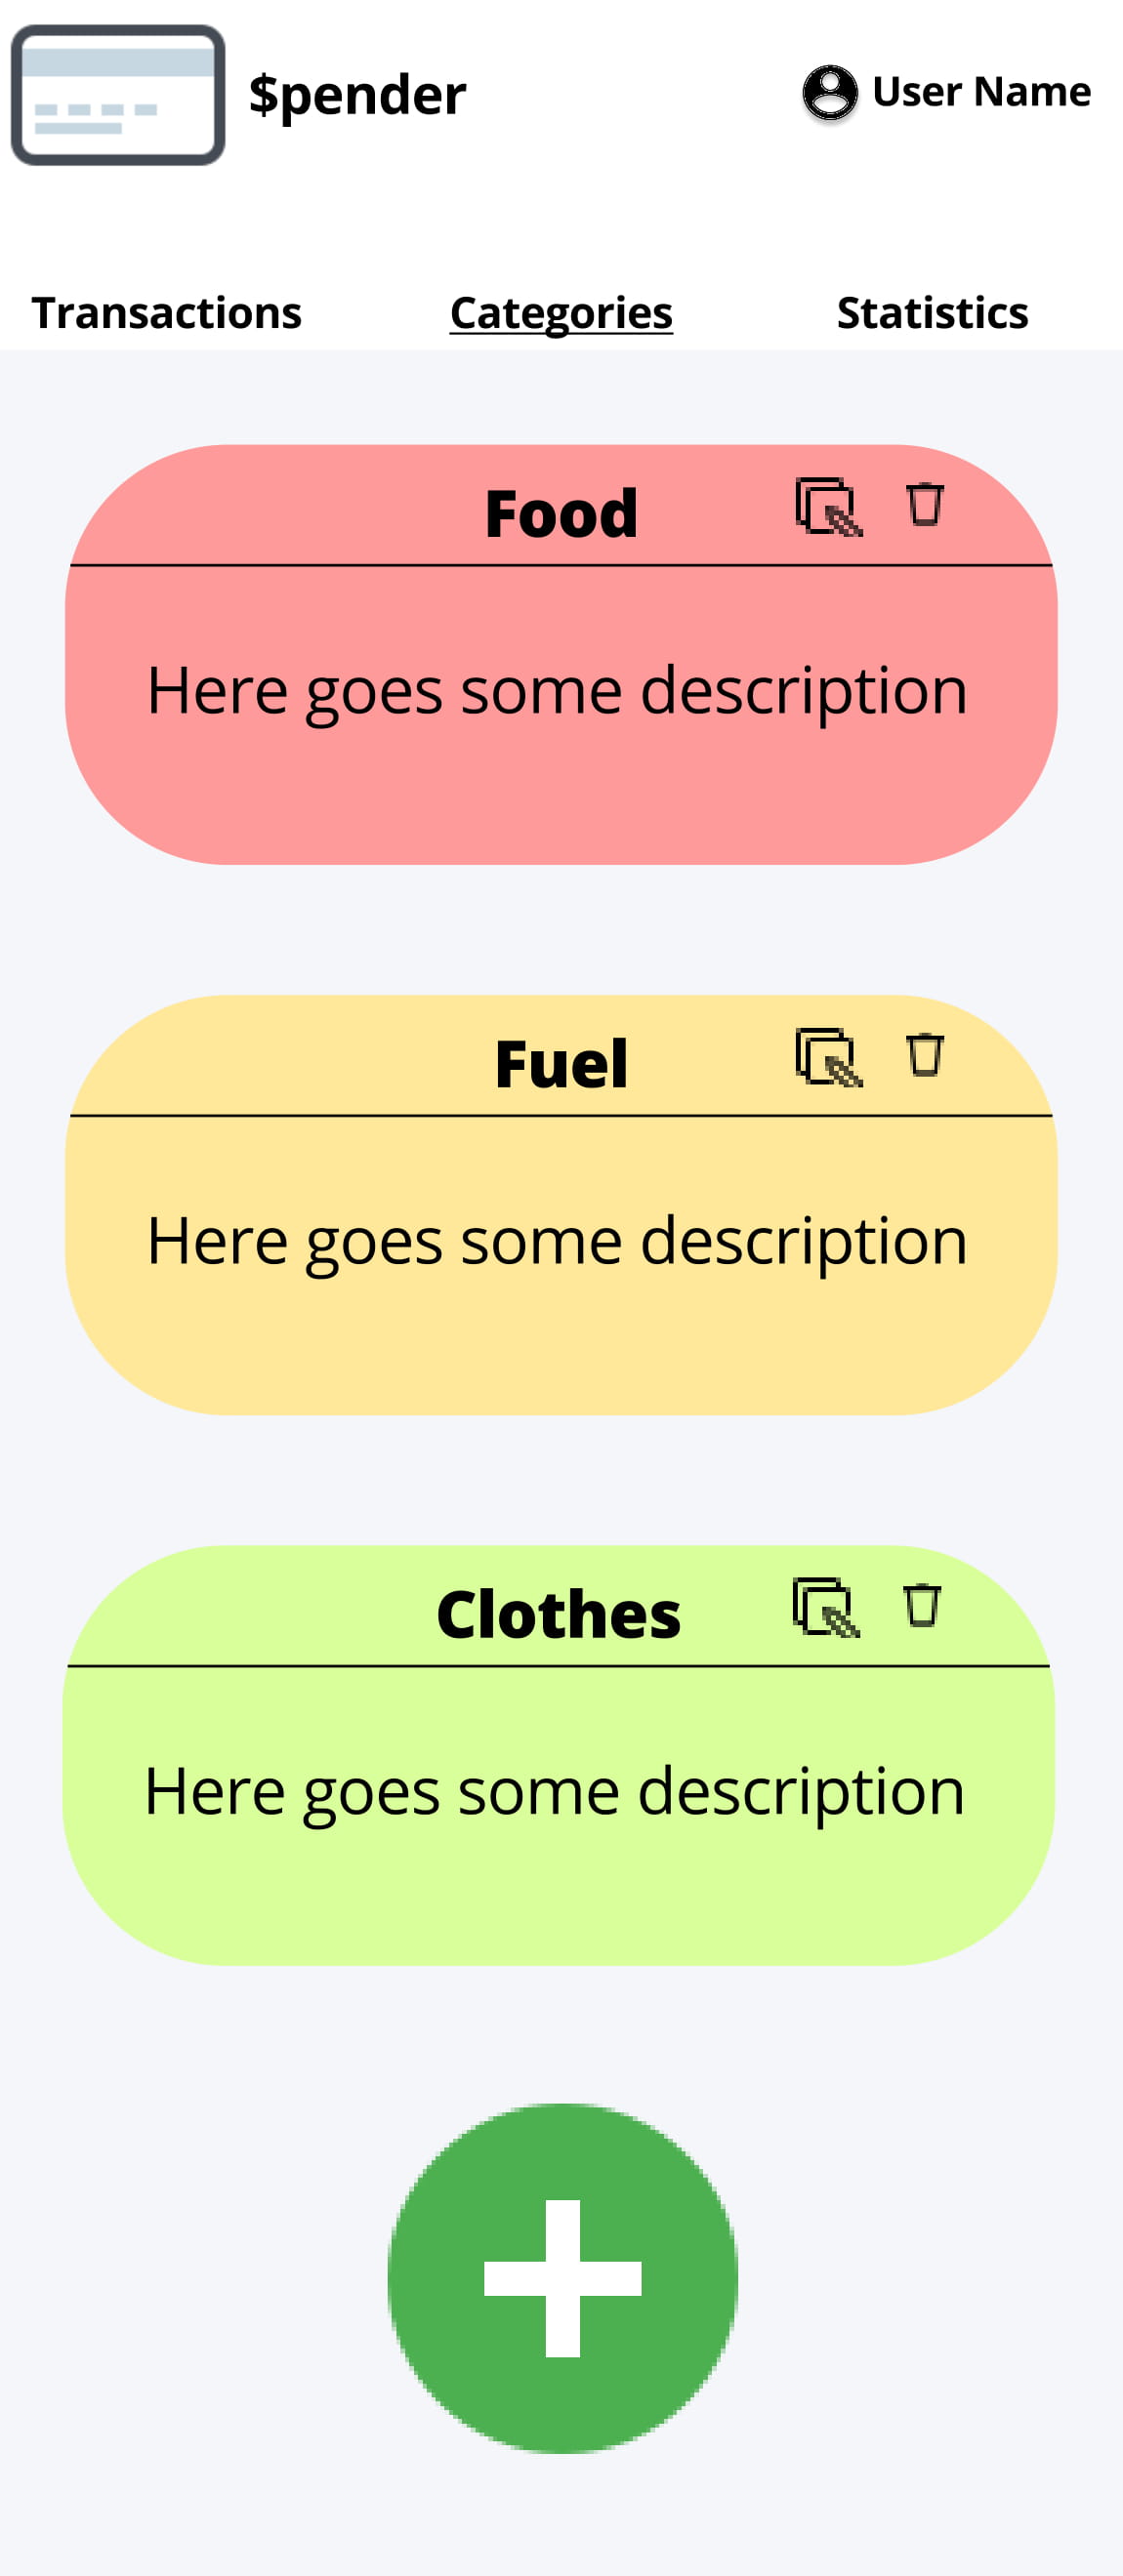 $pender
User Name
Transactions Categories Statistics
Food
Here goes some description
Fuel
Here goes some description
Clothes
Here goes some description